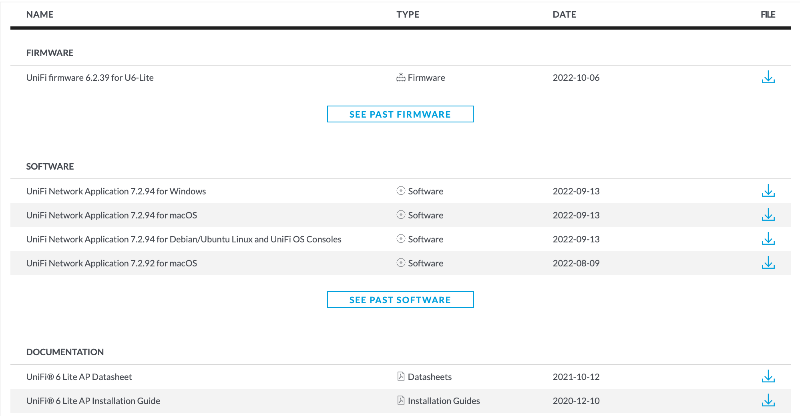 NAME TYPE DATE FILE
FIRMWARE
UniFi firmware 6.2.39 for U6-Lite Firmware 2022-10-06
SEE PAST FIRMWARE
SOFTWARE
UniFi Network Application 7.2.94 for Windows Software 2022-09-13
UniFi Network Application 7.2.94 for macOS Software 2022-09-13
UniFi Network Application 7.2.94 for Debian/Ubuntu Linux and UniFi OS Consoles Software 2022-09-13
UniFi Network Application 7.2.92 for macOS Software 2022-08-09
SEE PAST SOFTWARE
DOCUMENTATION
UniFi® 6 Lite AP Datasheet Datasheets 2021-10-12
UniFi® 6 Lite AP Installation Guide Installation Guides 2020-12-10